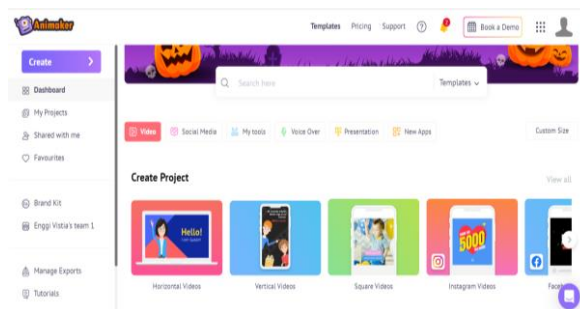 Animaker
Templates Pricing Support Book a Demo
Create
Dashboard
My Projects
Shared with me
Favourites
Brand Kit
Enggi Vistia's team 1
Manage Exports
Tutorials
Search here Templates
Video Social Media My tools Voice Over Presentation New Apps Custom Size
Create Project View all
Hello!
5000
Horizontal Videos Vertical Videos Square Videos Instagram Videos